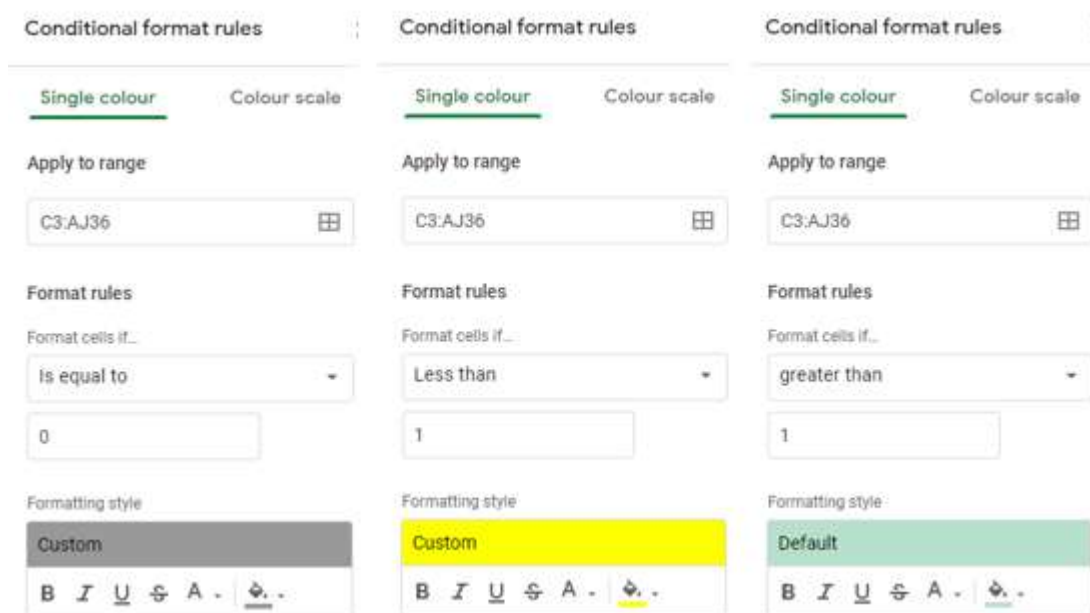 Conditional format rules
Single colour Colour scale
Apply to range
C3:AJ36
Format rules
Format cells if...
Is equal to
0
Formatting style
Custom
B I U S A
Conditional format rules
Single colour Colour scale
Apply to range
C3:AJ36
Format rules
Format cells if...
Less than
1
Formatting style
Custom
B I U S A
Conditional format rules
Single colour Colour scale
Apply to range
C3:AJ36
Format rules
Format cells if...
greater than
1
Formatting style
Default
B I U S A